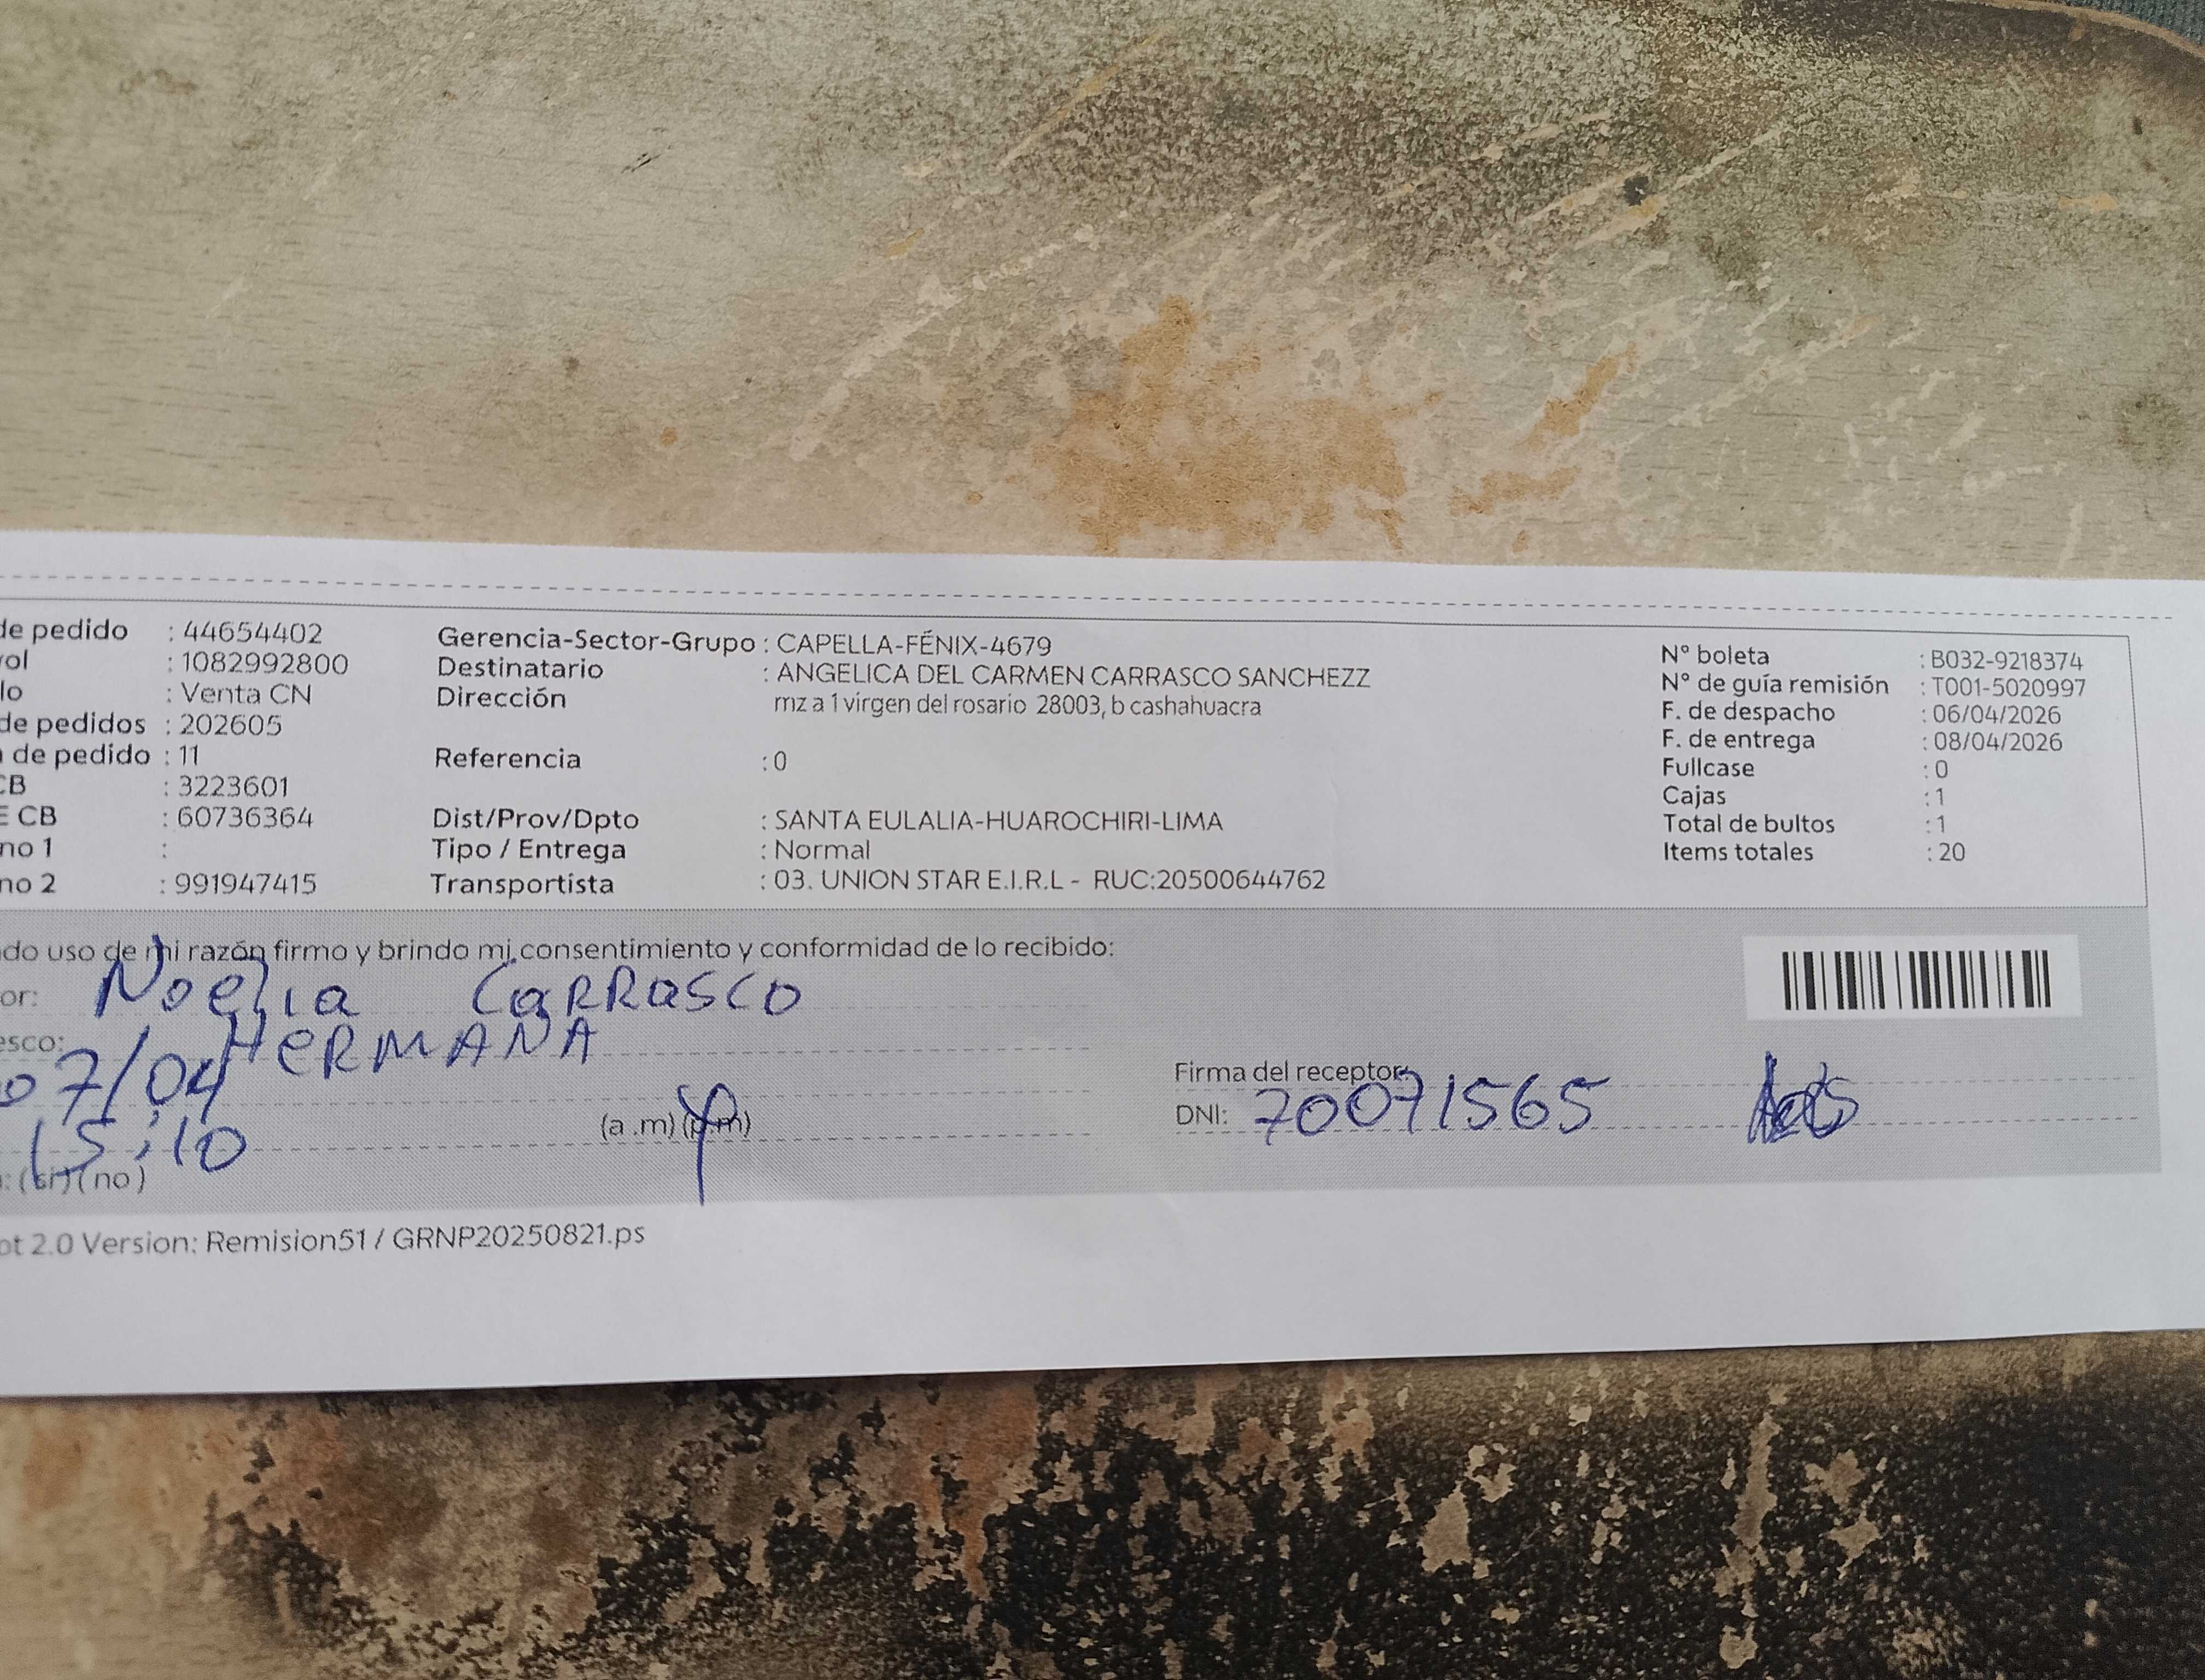 de pedido : 44654402
rol : 1082992800
lo : Venta CN
de pedidos : 202605
de pedido : 11
CB : 3223601
E CB : 60736364
no 1 :
no 2 : 991947415
Gerencia-Sector-Grupo : CAPELLA-FÉNIX-4679
Destinatario : ANGELICA DEL CARMEN CARRASCO SANCHEZZ
Dirección mz a 1 virgen del rosario 28003, b cashahuacra
Referencia : 0
Dist/Prov/Dpto : SANTA EULALIA-HUAROCHIRI-LIMA
Tipo / Entrega : Normal
Transportista : 03. UNION STAR E.I.R.L - RUC:20500644762
N° boleta : B032-9218374
N° de guía remisión : T001-5020997
F. de despacho : 06/04/2026
F. de entrega : 08/04/2026
Fullcase : 0
Cajas : 1
Total de bultos : 1
Items totales : 20
do uso de mi razón firmo y brindo mi consentimiento y conformidad de lo recibido:
or: Noelia CARRASCO
esco: HERMANA
07/04
15:10 (a.m) (p.m)
: (si) (no)
Firma del receptor:
DNI: 70071565
ot 2.0 Version: Remision51 / GRNP20250821.ps